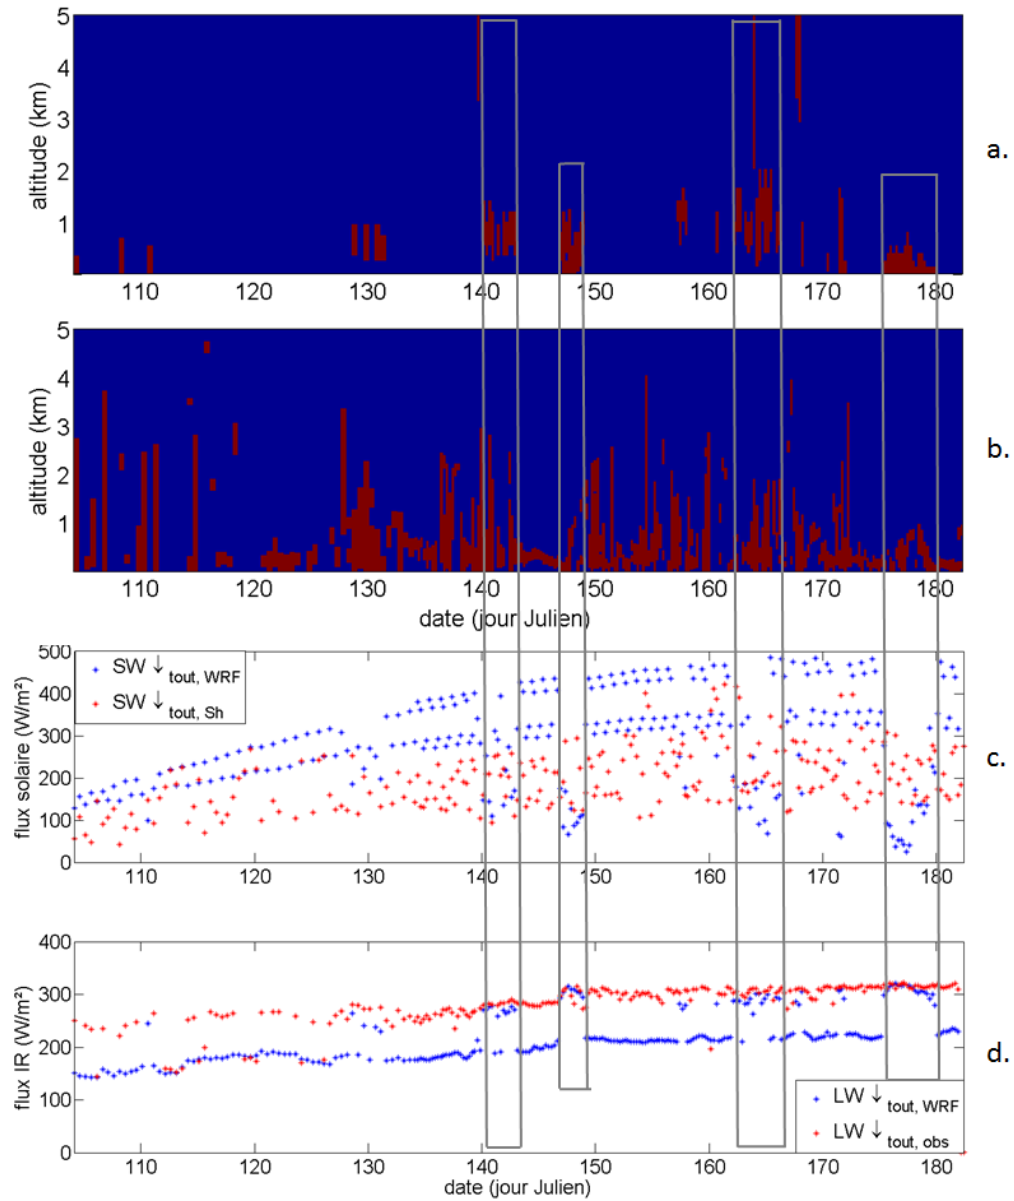 5
4
3
2
1
altitude (km)
110 120 130 140 150 160 170 180
a.
5
4
3
2
1
altitude (km)
110 120 130 140 150 160 170 180
date (jour Julien)
b.
500
400
300
200
100
0
flux solaire (W/m²)
SW ↓ tout, WRF
SW ↓ tout, Sh
110 120 130 140 150 160 170 180
c.
400
300
200
100
0
flux IR (W/m²)
LW ↓ tout, WRF
LW ↓ tout, obs
110 120 130 140 150 160 170 180
date (jour Julien)
d.